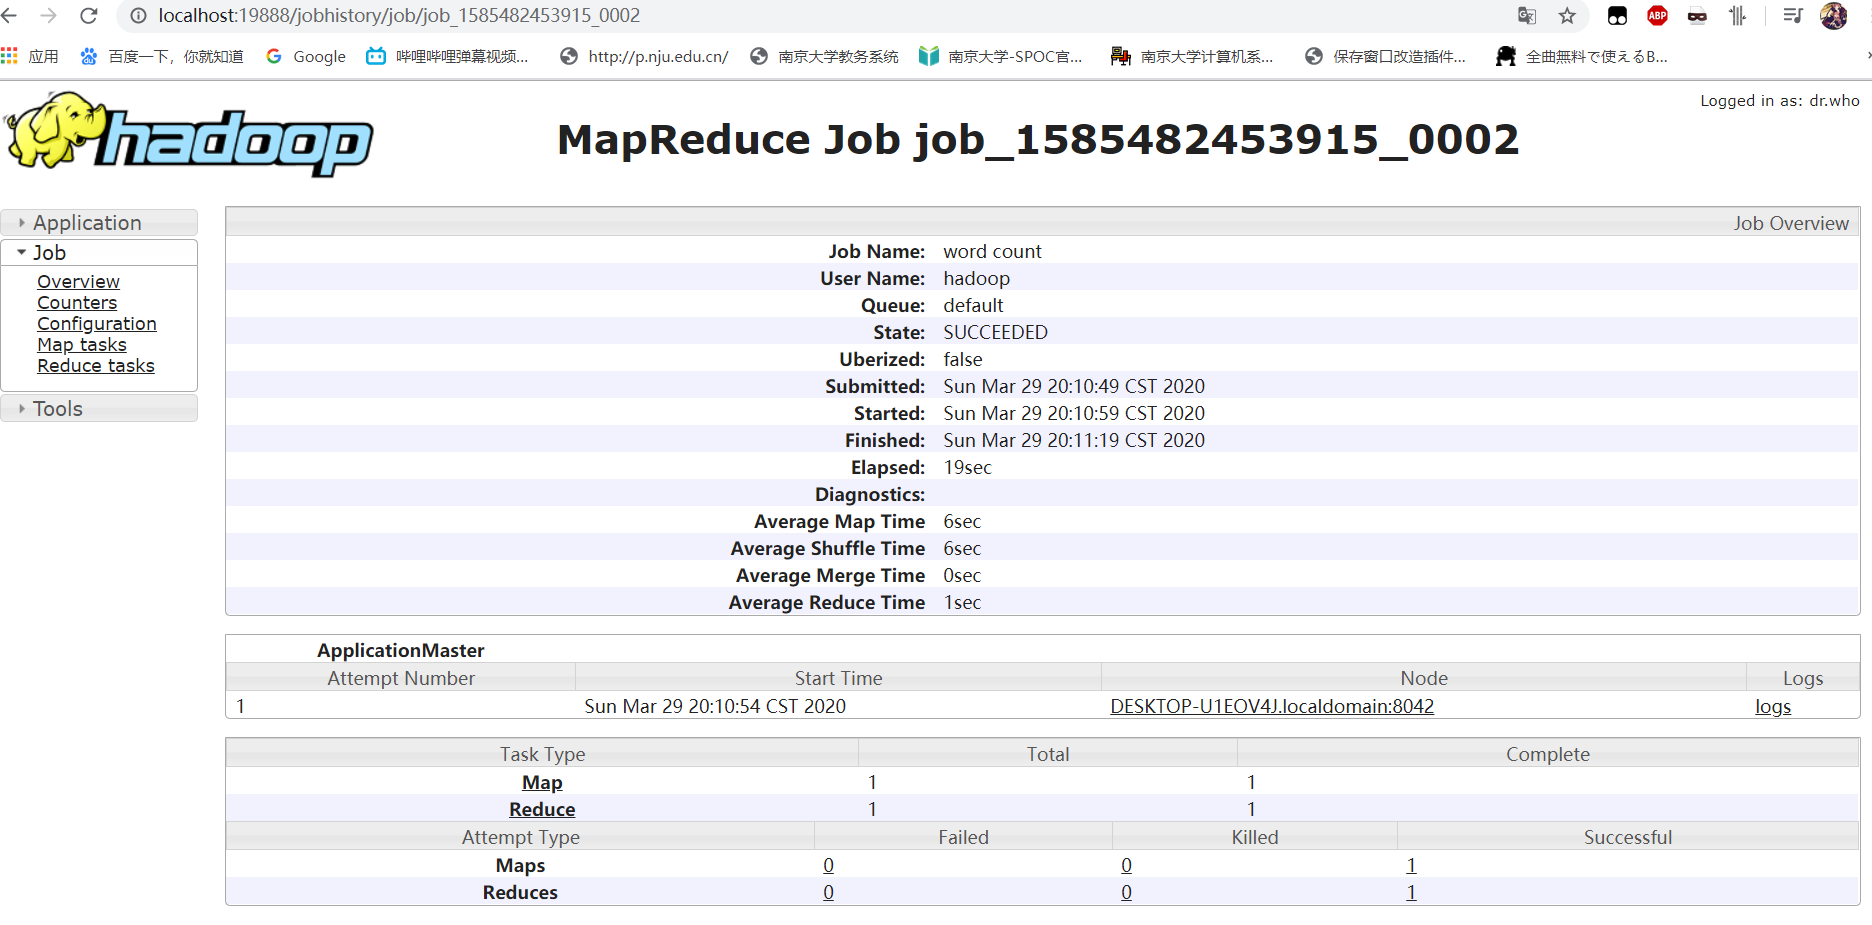 localhost:19888/jobhistory/job/job_1585482453915_0002
ABP
应用 百度一下，你就知道 Google 哔哩哔哩弹幕视频... http://p.nju.edu.cn/ 南京大学教务系统 南京大学-SPOC官... 南京大学计算机系... 保存窗口改造插件... 全曲無料で使えるB...
Logged in as: dr.who
hadoop
MapReduce Job job_1585482453915_0002
Application
Job
Overview
Counters
Configuration
Map tasks
Reduce tasks
Tools
Job Overview
Job Name: word count
User Name: hadoop
Queue: default
State: SUCCEEDED
Uberized: false
Submitted: Sun Mar 29 20:10:49 CST 2020
Started: Sun Mar 29 20:10:59 CST 2020
Finished: Sun Mar 29 20:11:19 CST 2020
Elapsed: 19sec
Diagnostics:
Average Map Time 6sec
Average Shuffle Time 6sec
Average Merge Time 0sec
Average Reduce Time 1sec
ApplicationMaster
Attempt Number Start Time Node Logs
1 Sun Mar 29 20:10:54 CST 2020 DESKTOP-U1EOV4J.localdomain:8042 logs
Task Type Total Complete
Map 1 1
Reduce 1 1
Attempt Type Failed Killed Successful
Maps 0 0 1
Reduces 0 0 1